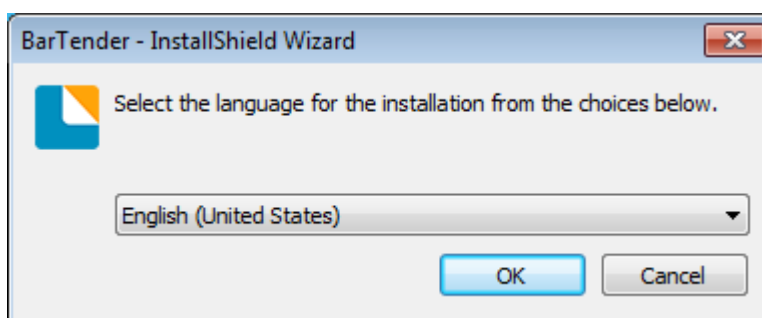 BarTender - InstallShield Wizard
Select the language for the installation from the choices below.
English (United States)
OK
Cancel